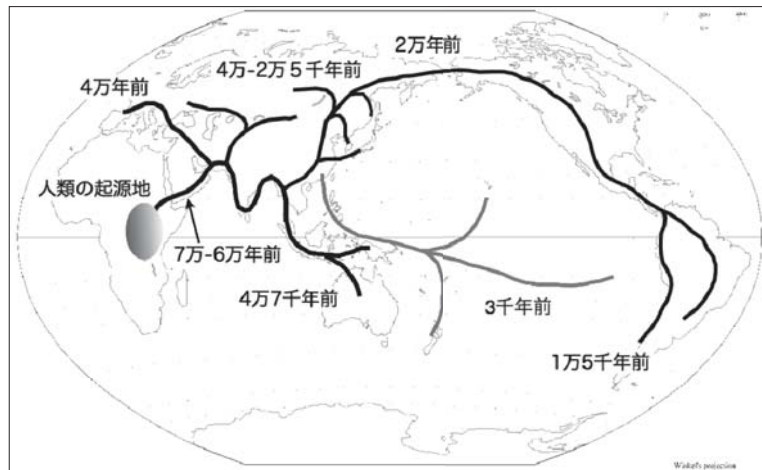 2万年前
4万-2万5千年前
4万年前
人類の起源地
7万-6万年前
4万7千年前
3千年前
1万5千年前
Winkel's projection